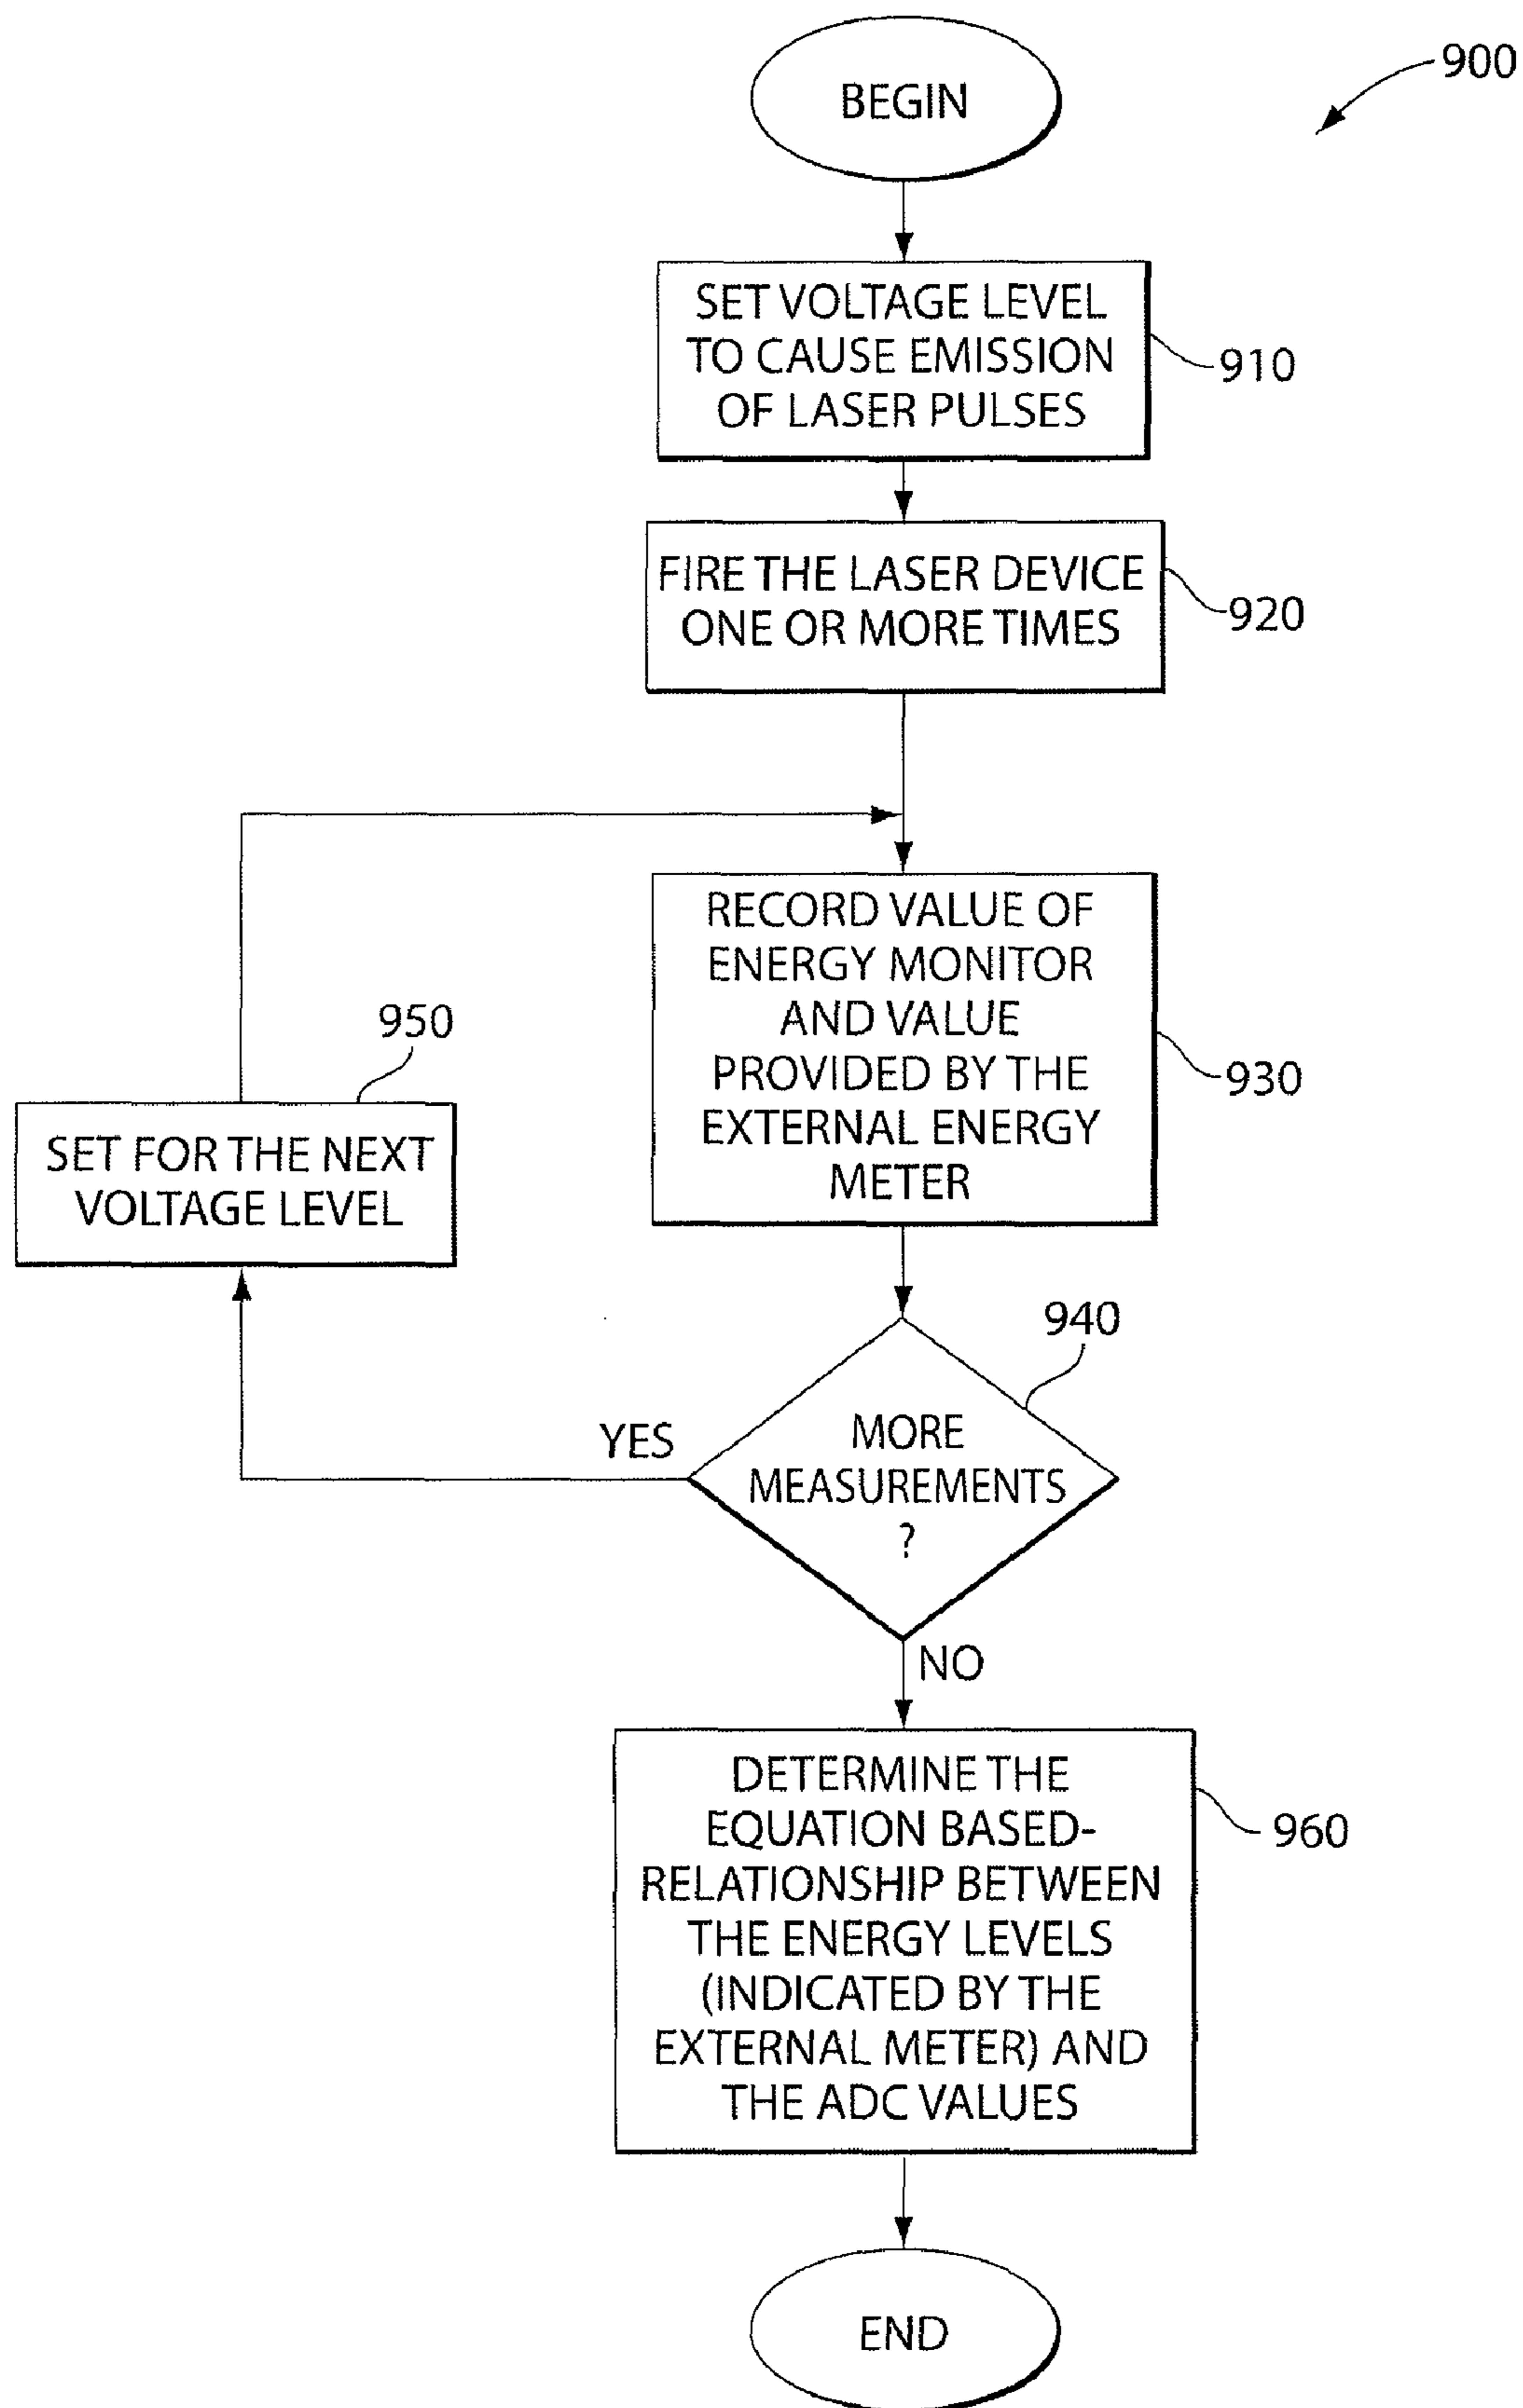 BEGIN
900
SET VOLTAGE LEVEL
TO CAUSE EMISSION
OF LASER PULSES
910
FIRE THE LASER DEVICE
ONE OR MORE TIMES
920
RECORD VALUE OF
ENERGY MONITOR
AND VALUE
PROVIDED BY THE
EXTERNAL ENERGY
METER
930
950
SET FOR THE NEXT
VOLTAGE LEVEL
940
MORE
MEASUREMENTS
?
YES
NO
DETERMINE THE
EQUATION BASED-
RELATIONSHIP BETWEEN
THE ENERGY LEVELS
(INDICATED BY THE
EXTERNAL METER) AND
THE ADC VALUES
960
END